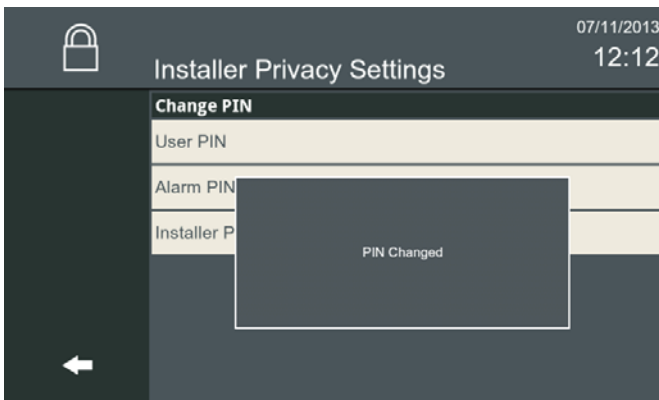 07/11/2013
12:12
Installer Privacy Settings
Change PIN
User PIN
Alarm PIN
Installer P
PIN Changed